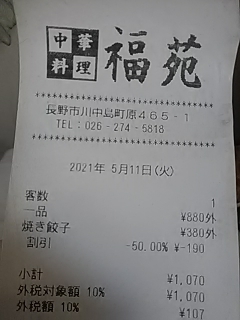 中華料理 福苑
長野市川中島町原465-1
TEL:026-274-5818
2021年 5月11日(火)
客数 1
一品 ¥880外
焼き餃子 ¥380外
割引 -50.00% ¥-190
小計 ¥1,070
外税対象額 10% ¥1,070
外税額 10% ¥107